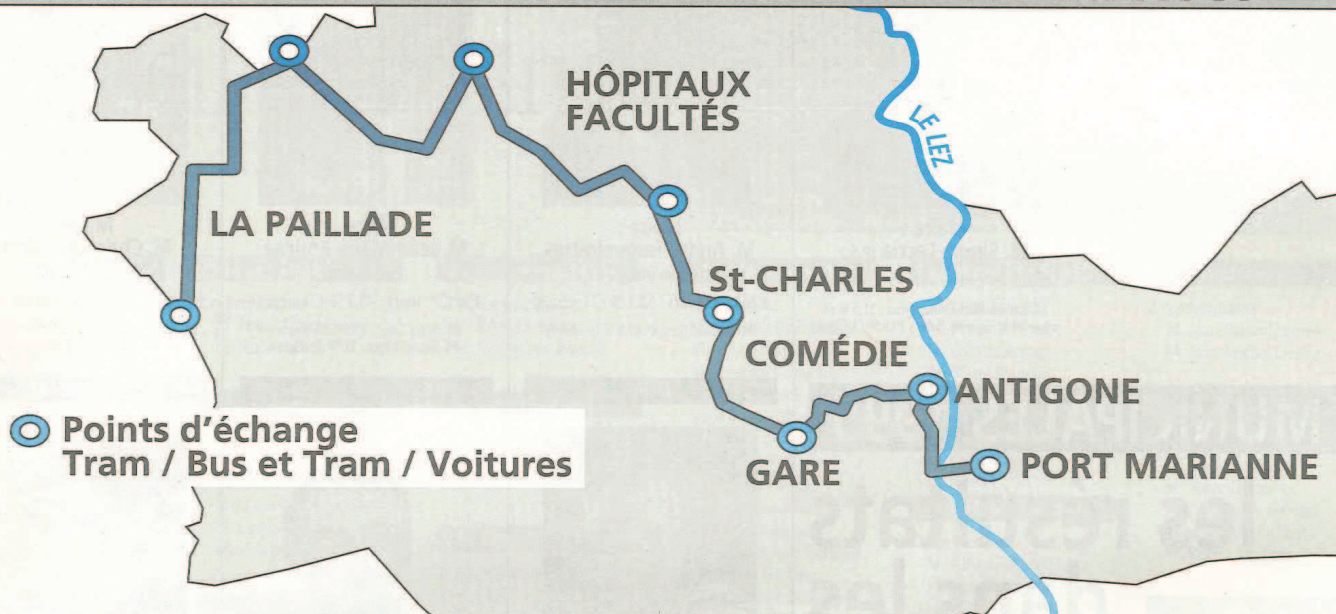 HÔPITAUX
FACULTÉS
LE LEZ
LA PAILLADE
St-CHARLES
COMÉDIE
ANTIGONE
Points d'échange
Tram / Bus et Tram / Voitures
GARE
PORT MARIANNE